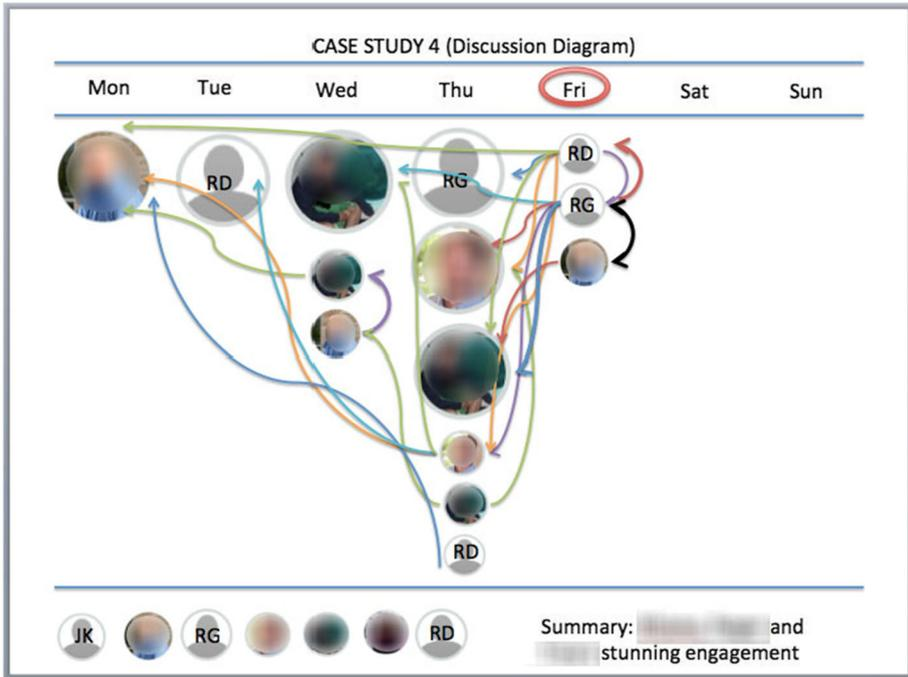 CASE STUDY 4 (Discussion Diagram)
Mon Tue Wed Thu Fri Sat Sun
RD
RG
RD
RG
RD
JK RG RD
Summary: and
stunning engagement